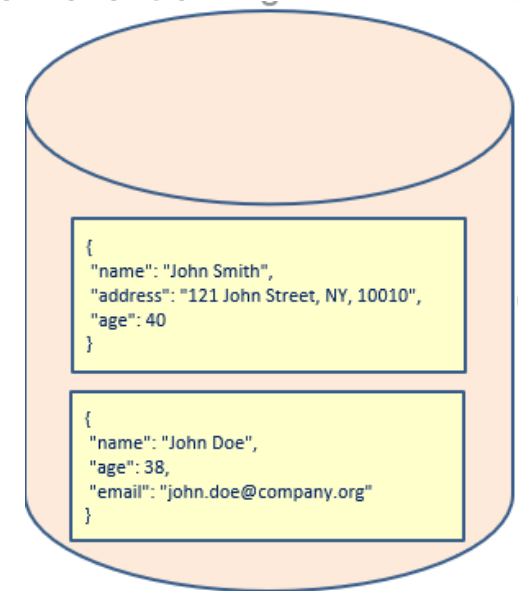 {
"name": "John Smith",
"address": "121 John Street, NY, 10010",
"age": 40
}
{
"name": "John Doe",
"age": 38,
"email": "john.doe@company.org"
}